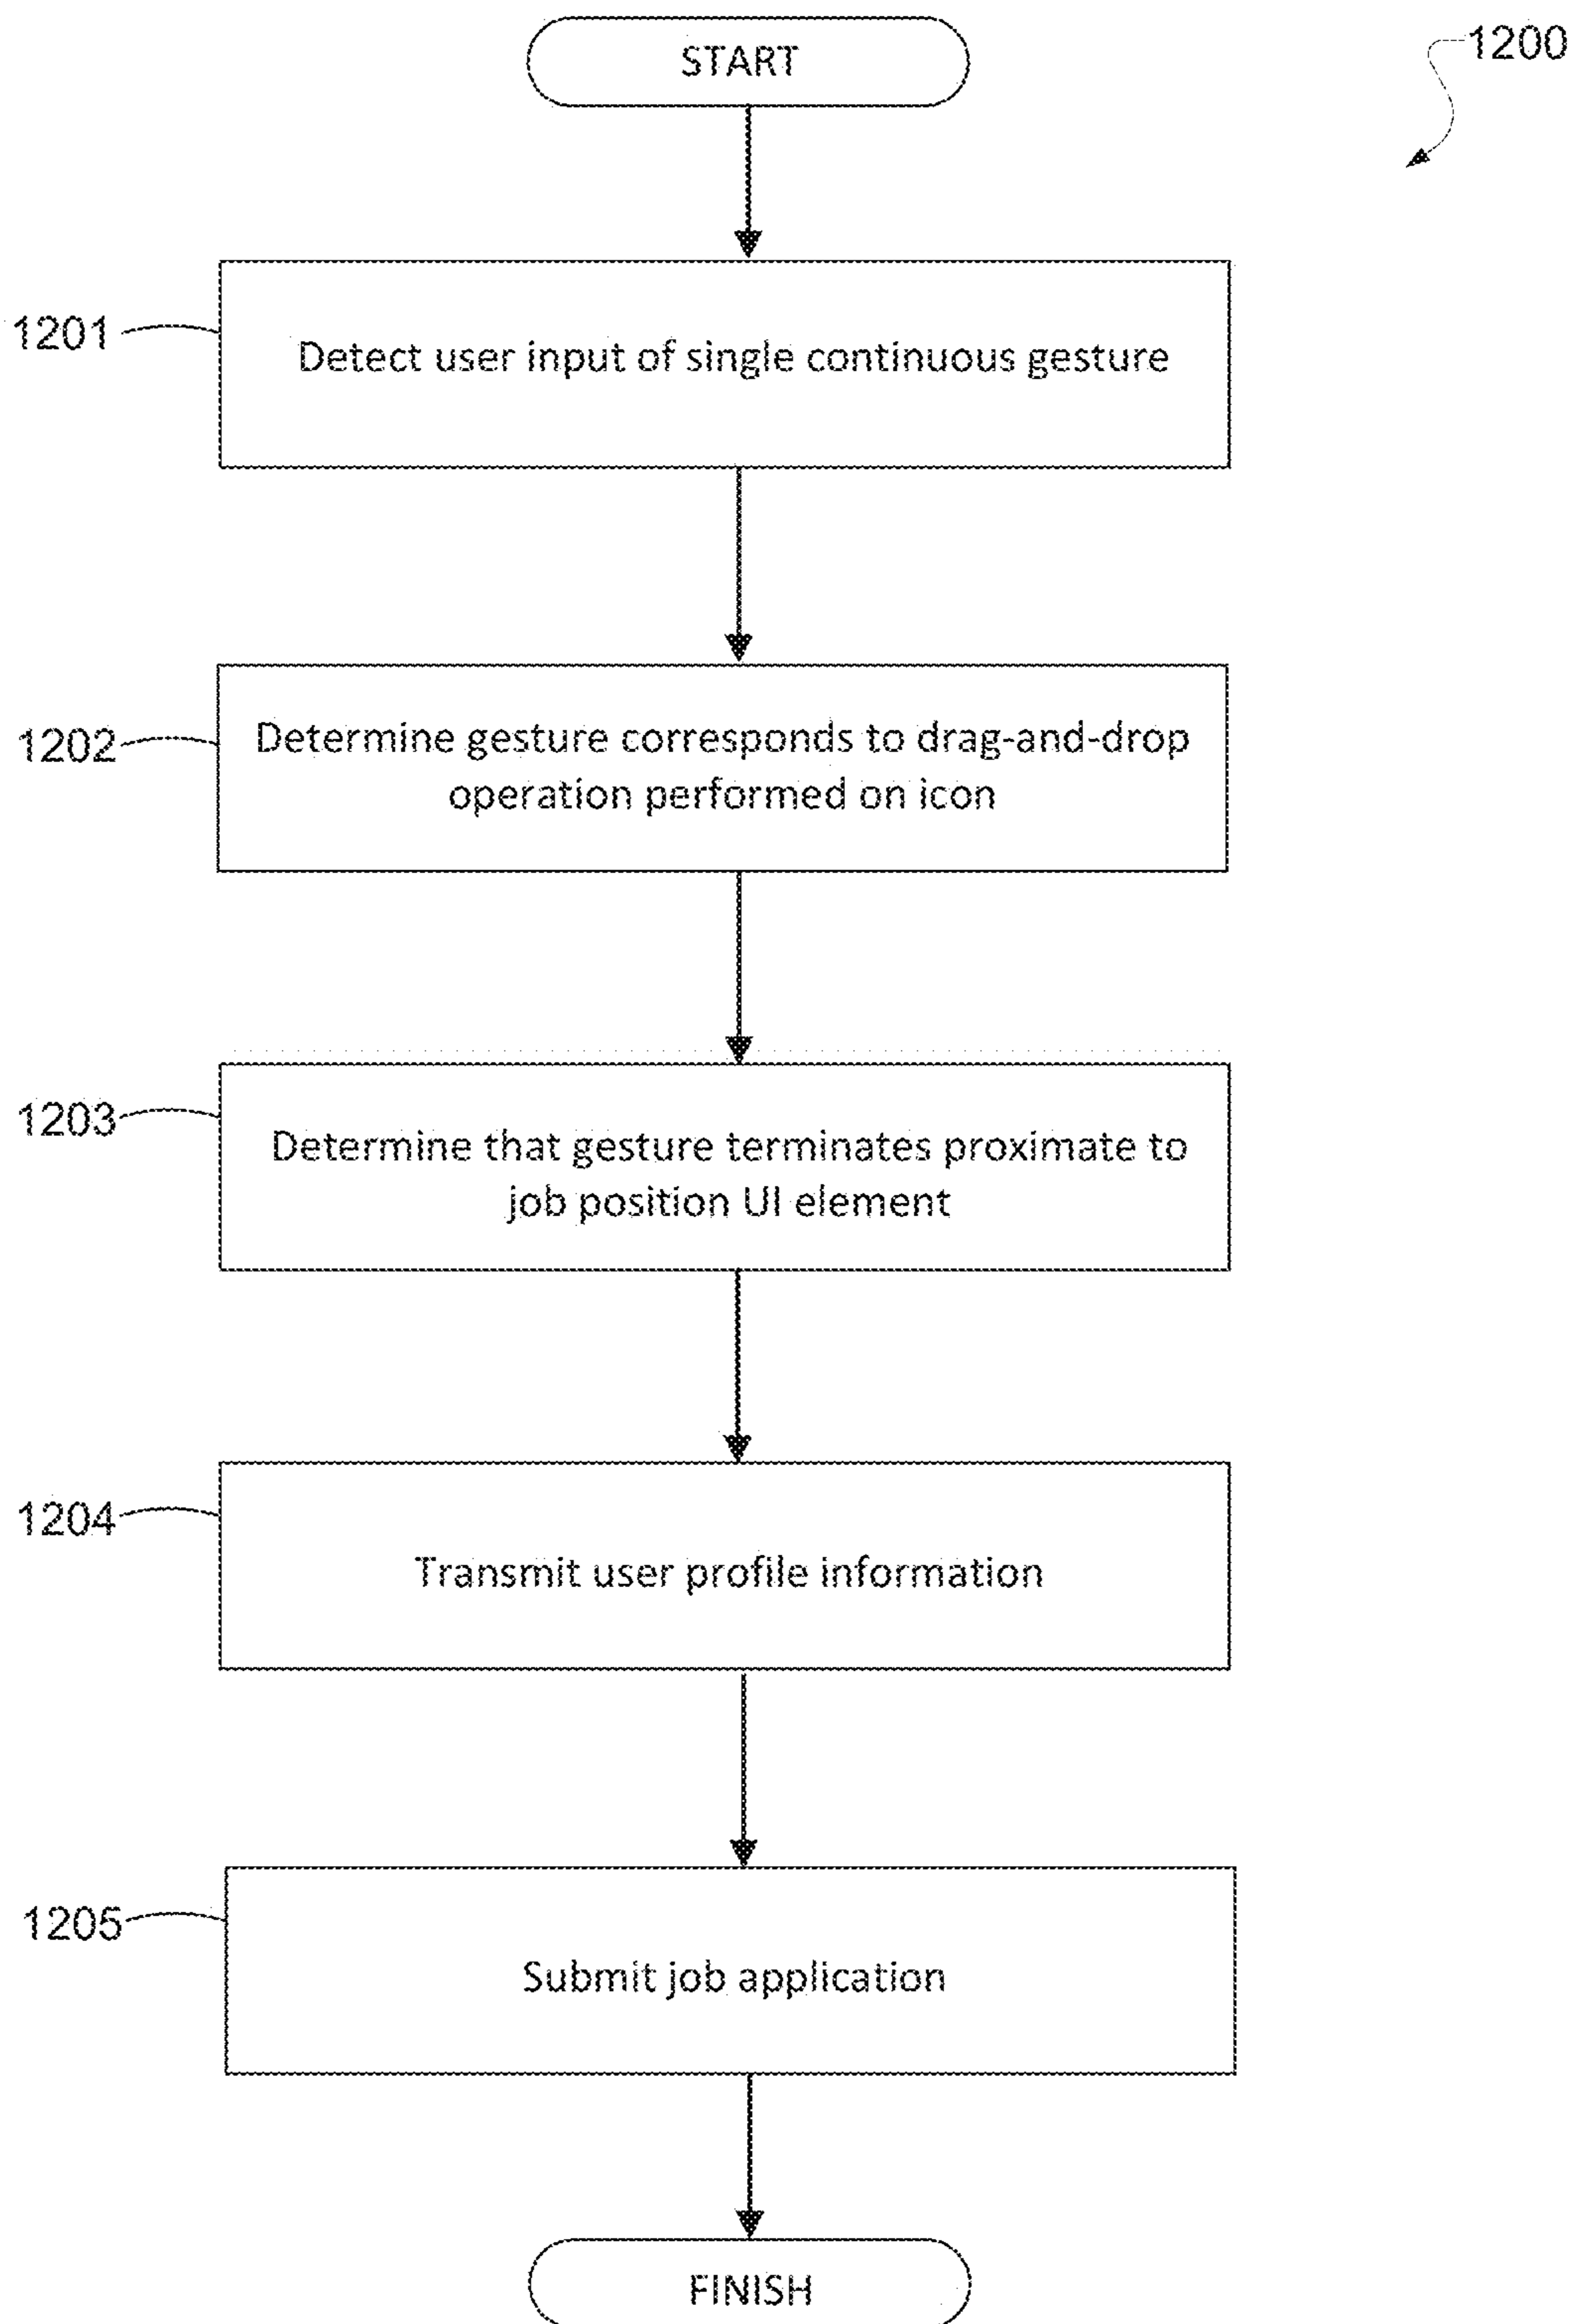 START
1200
1201
Detect user input of single continuous gesture
1202
Determine gesture corresponds to drag-and-drop
operation performed on icon
1203
Determine that gesture terminates proximate to
job position UI element
1204
Transmit user profile information
1205
Submit job application
FINISH